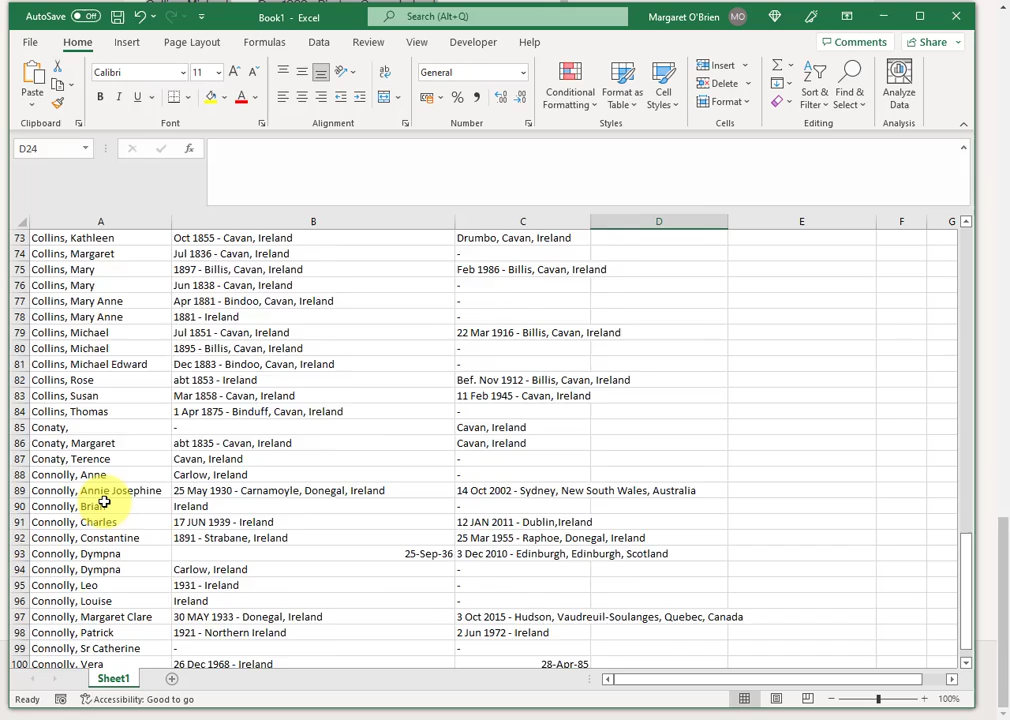 AutoSave Off Book1 - Excel Search (Alt+Q) Margaret O'Brien MO
File Home Insert Page Layout Formulas Data Review View Developer Help Comments Share
Paste Calibri 11 A A ab General Conditional Formatting Format as Table Cell Styles Insert Delete Format Sort & Filter Find & Select Analyze Data
B I U A % 9
Clipboard Font Alignment Number Styles Cells Editing Analysis
D24 fx
A B C D E F G
73 Collins, Kathleen Oct 1855 - Cavan, Ireland Drumbo, Cavan, Ireland
74 Collins, Margaret Jul 1836 - Cavan, Ireland -
75 Collins, Mary 1897 - Billis, Cavan, Ireland Feb 1986 - Billis, Cavan, Ireland
76 Collins, Mary Jun 1838 - Cavan, Ireland -
77 Collins, Mary Anne Apr 1881 - Bindoo, Cavan, Ireland -
78 Collins, Mary Anne 1881 - Ireland -
79 Collins, Michael Jul 1851 - Cavan, Ireland 22 Mar 1916 - Billis, Cavan, Ireland
80 Collins, Michael 1895 - Billis, Cavan, Ireland -
81 Collins, Michael Edward Dec 1883 - Bindoo, Cavan, Ireland -
82 Collins, Rose abt 1853 - Ireland Bef. Nov 1912 - Billis, Cavan, Ireland
83 Collins, Susan Mar 1858 - Cavan, Ireland 11 Feb 1945 - Cavan, Ireland
84 Collins, Thomas 1 Apr 1875 - Binduff, Cavan, Ireland -
85 Conaty, - Cavan, Ireland
86 Conaty, Margaret abt 1835 - Cavan, Ireland Cavan, Ireland
87 Conaty, Terence Cavan, Ireland -
88 Connolly, Anne Carlow, Ireland -
89 Connolly, Annie Josephine 25 May 1930 - Carnamoyle, Donegal, Ireland 14 Oct 2002 - Sydney, New South Wales, Australia
90 Connolly, Brian Ireland -
91 Connolly, Charles 17 JUN 1939 - Ireland 12 JAN 2011 - Dublin,Ireland
92 Connolly, Constantine 1891 - Strabane, Ireland 25 Mar 1955 - Raphoe, Donegal, Ireland
93 Connolly, Dympna 25-Sep-36 3 Dec 2010 - Edinburgh, Edinburgh, Scotland
94 Connolly, Dympna Carlow, Ireland -
95 Connolly, Leo 1931 - Ireland -
96 Connolly, Louise Ireland -
97 Connolly, Margaret Clare 30 MAY 1933 - Donegal, Ireland 3 Oct 2015 - Hudson, Vaudreuil-Soulanges, Quebec, Canada
98 Connolly, Patrick 1921 - Northern Ireland 2 Jun 1972 - Ireland
99 Connolly, Sr Catherine - -
100 Connolly, Vera 26 Dec 1968 - Ireland 28-Apr-85
Sheet1
Ready Accessibility: Good to go 100%